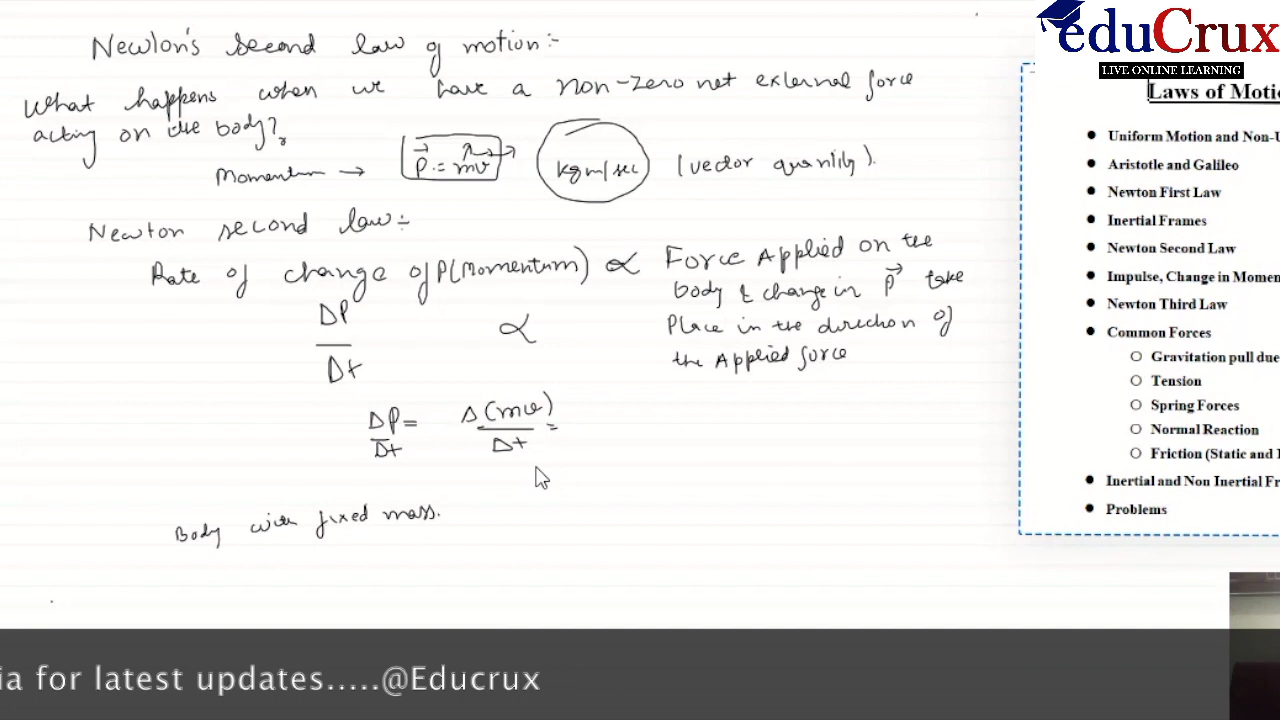 Newton's second law of motion:-
What happens when we have a non-zero net external force
acting on the body?
Momentum → p⃗ = mv⃗ kgm/sec (vector quantity).
Newton second law:-
Rate of change of P(Momentum) ∝ Force Applied on the
body & change in p⃗ take
Place in the direction of
the Applied force
ΔP/Δt ∝
ΔP/Δt = Δ(mv)/Δt =
Body with fixed mass.
eduCrux
LIVE ONLINE LEARNING
Laws of Motio
● Uniform Motion and Non-U
● Aristotle and Galileo
● Newton First Law
● Inertial Frames
● Newton Second Law
● Impulse, Change in Momen
● Newton Third Law
● Common Forces
○ Gravitation pull due
○ Tension
○ Spring Forces
○ Normal Reaction
○ Friction (Static and
● Inertial and Non Inertial Fr
● Problems
ia for latest updates.....@Educrux